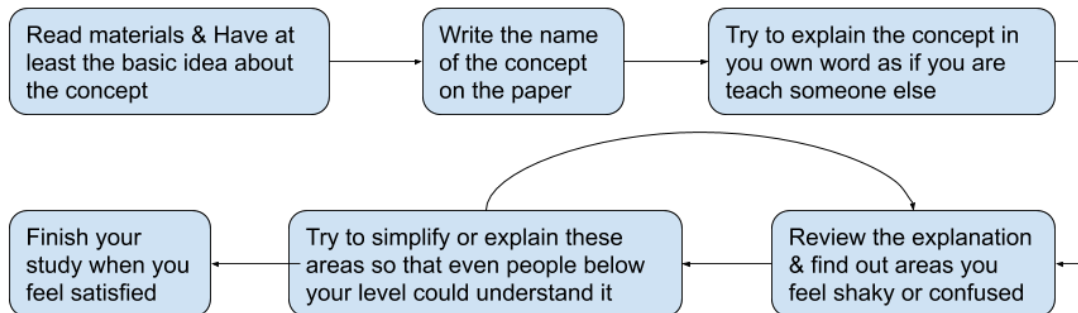 Read materials & Have at
least the basic idea about
the concept
Write the name
of the concept
on the paper
Try to explain the concept in
you own word as if you are
teach someone else
Review the explanation
& find out areas you
feel shaky or confused
Try to simplify or explain these
areas so that even people below
your level could understand it
Finish your
study when you
feel satisfied